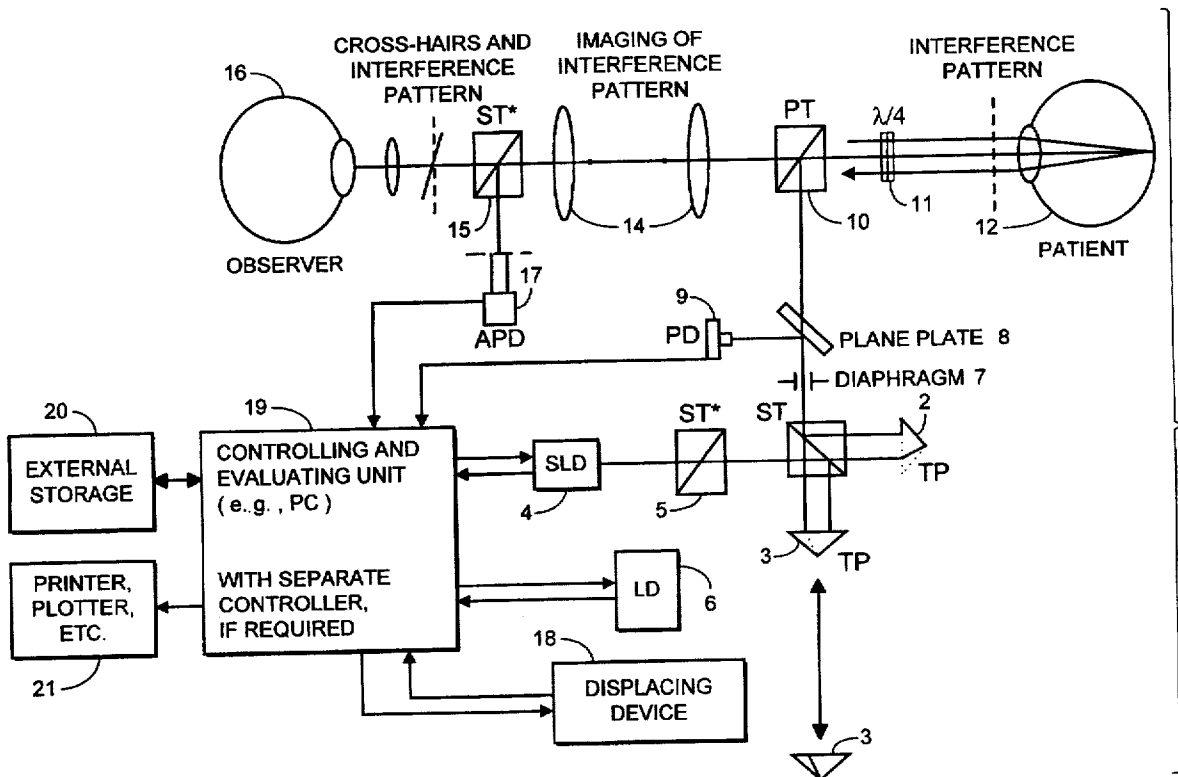 16
CROSS-HAIRS AND
INTERFERENCE
PATTERN
ST*
IMAGING OF
INTERFERENCE
PATTERN
PT
INTERFERENCE
PATTERN
λ/4
15
14
10
11
12
OBSERVER
PATIENT
17
APD
9
PD
PLANE PLATE 8
DIAPHRAGM 7
20
EXTERNAL
STORAGE
19
CONTROLLING AND
EVALUATING UNIT
( e..g. , PC )
WITH SEPARATE
CONTROLLER,
IF REQUIRED
SLD
4
ST*
5
ST
2
TP
3
TP
PRINTER,
PLOTTER,
ETC.
21
LD
6
18
DISPLACING
DEVICE
3